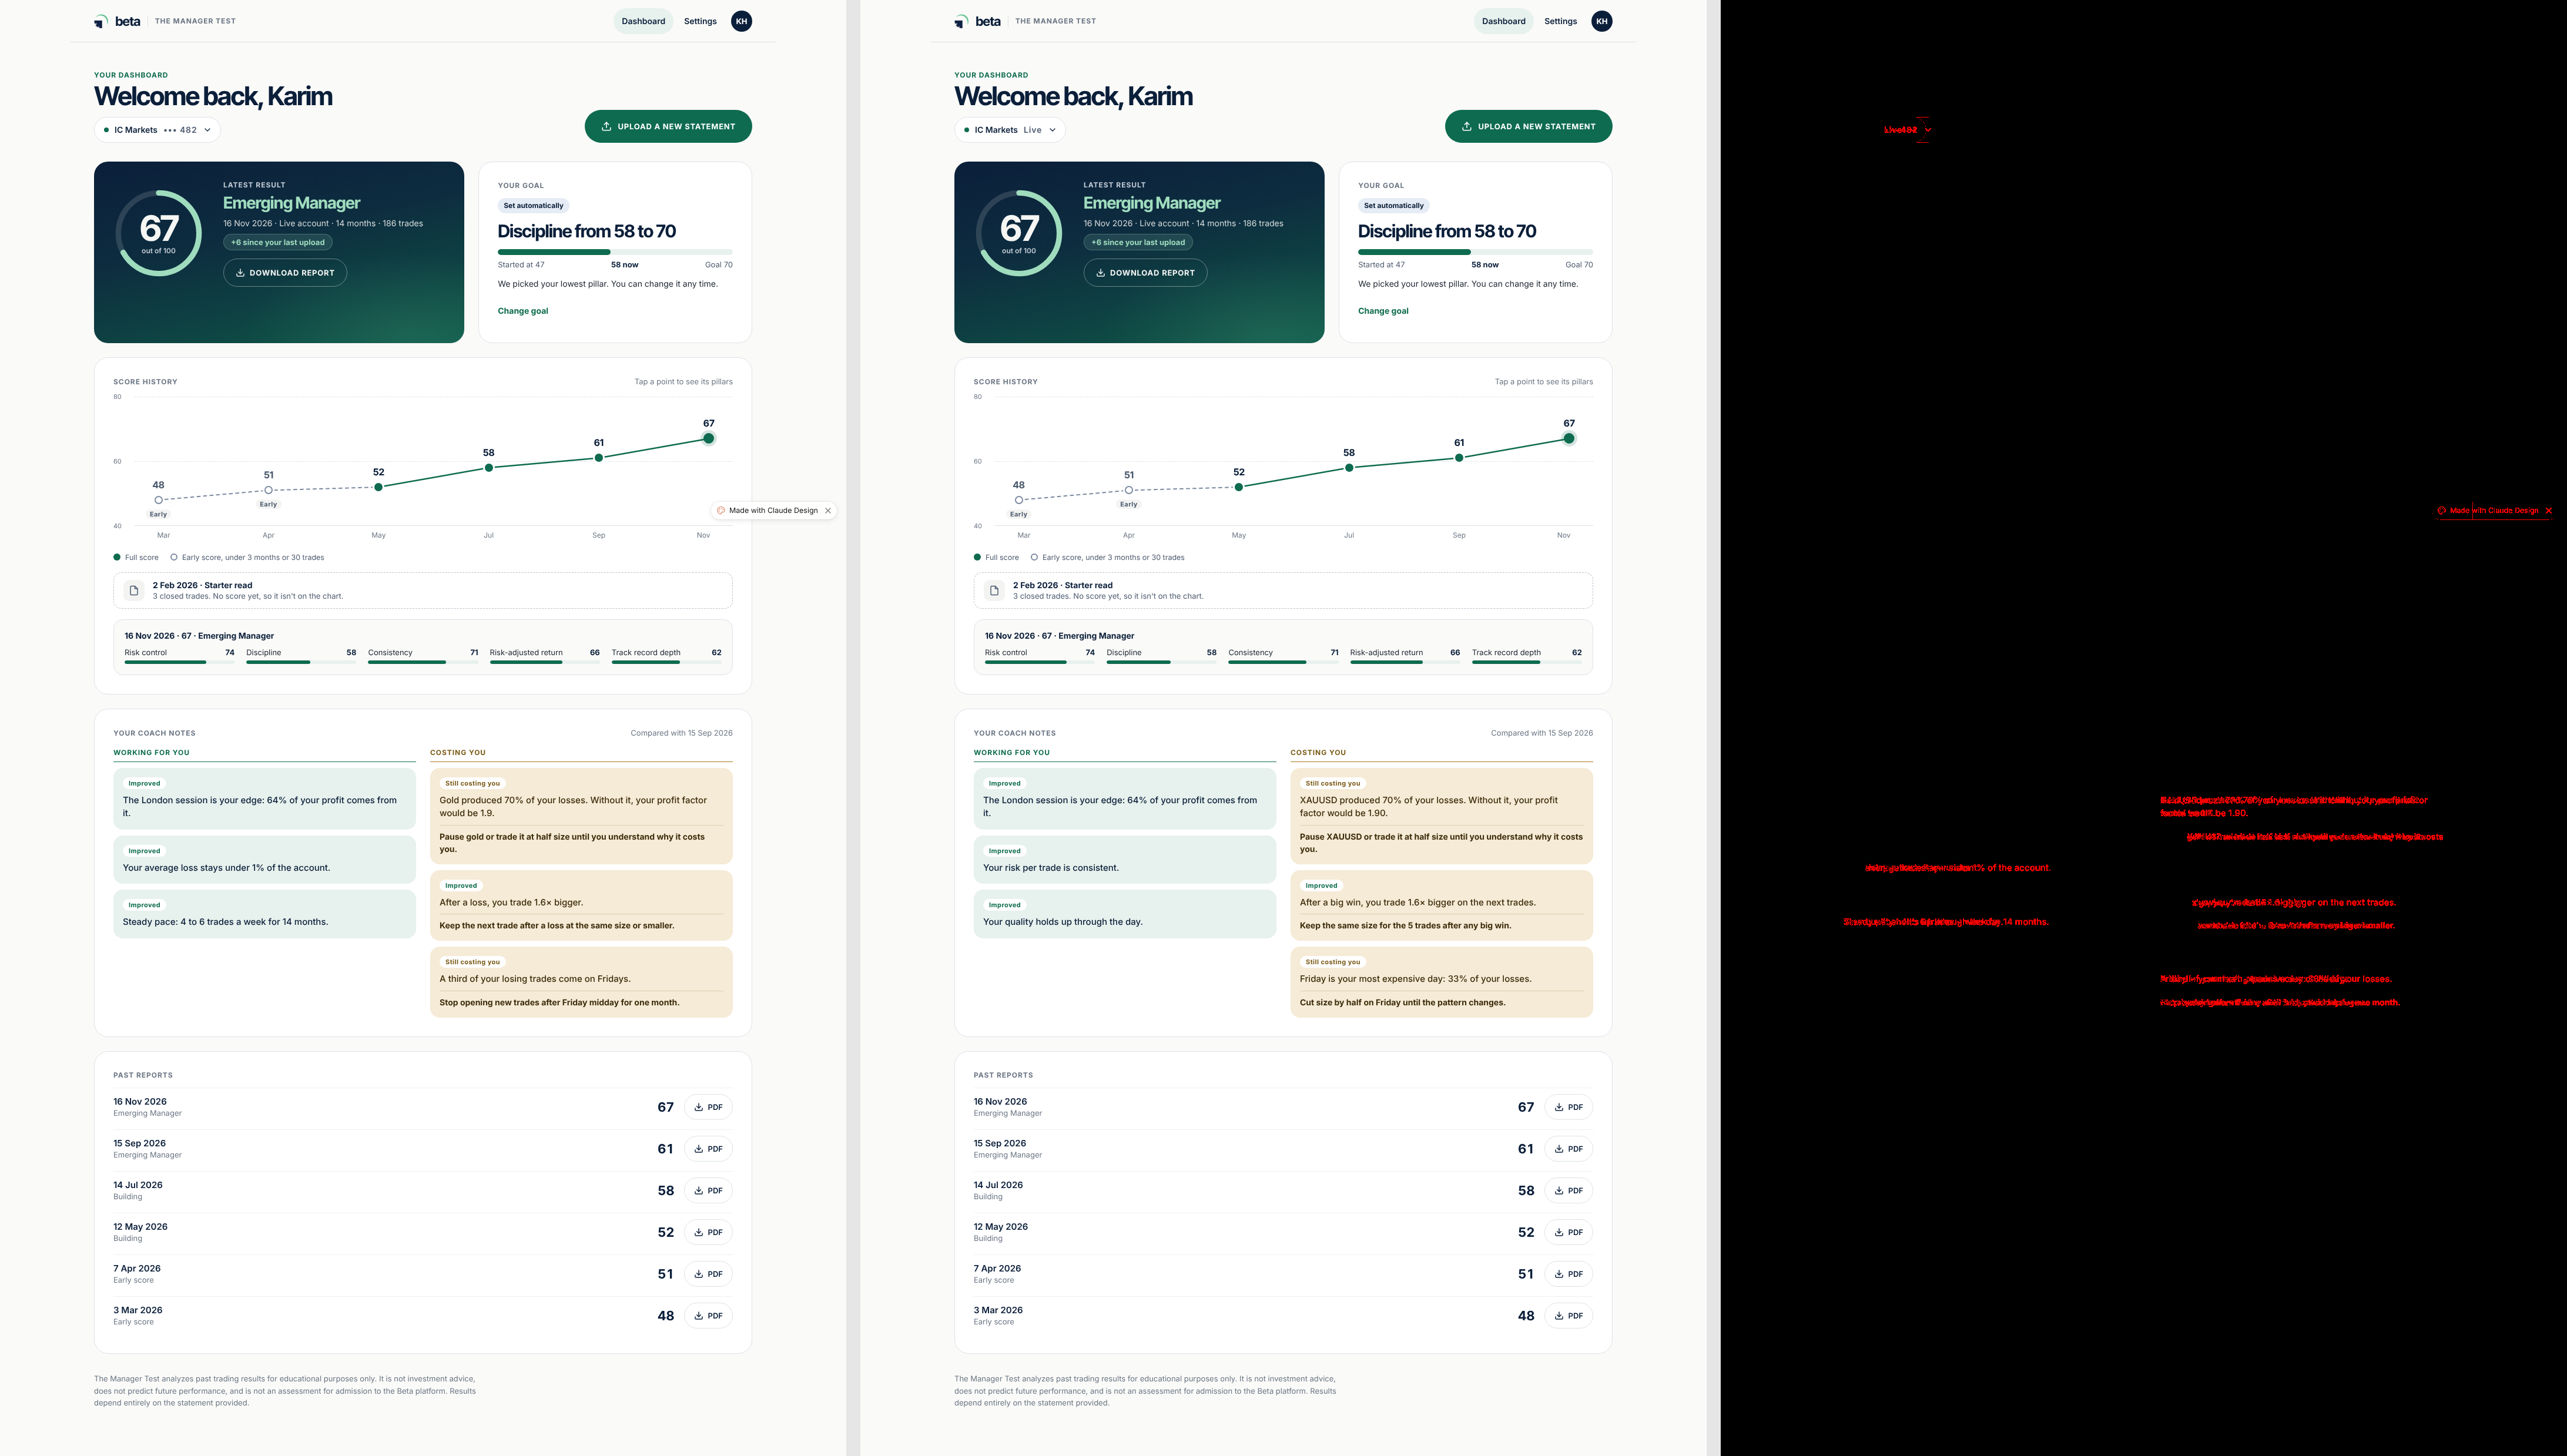 beta THE MANAGER TEST Dashboard Settings KH
YOUR DASHBOARD
Welcome back, Karim
IC Markets ••• 482
UPLOAD A NEW STATEMENT
LATEST RESULT
Emerging Manager
16 Nov 2026 · Live account · 14 months · 186 trades
+6 since your last upload
67
out of 100
DOWNLOAD REPORT
YOUR GOAL
Set automatically
Discipline from 58 to 70
Started at 47 58 now Goal 70
We picked your lowest pillar. You can change it any time.
Change goal
SCORE HISTORY Tap a point to see its pillars
80
60
40
48
51
52
58
61
67
Early
Early
Mar Apr May Jul Sep Nov
Made with Claude Design
Full score Early score, under 3 months or 30 trades
2 Feb 2026 · Starter read
3 closed trades. No score yet, so it isn't on the chart.
16 Nov 2026 · 67 · Emerging Manager
Risk control 74 Discipline 58 Consistency 71 Risk-adjusted return 66 Track record depth 62
YOUR COACH NOTES Compared with 15 Sep 2026
WORKING FOR YOU
Improved
The London session is your edge: 64% of your profit comes from
it.
Improved
Your average loss stays under 1% of the account.
Improved
Steady pace: 4 to 6 trades a week for 14 months.
COSTING YOU
Still costing you
Gold produced 70% of your losses. Without it, your profit factor
would be 1.9.
Pause gold or trade it at half size until you understand why it costs
you.
Improved
After a loss, you trade 1.6× bigger.
Keep the next trade after a loss at the same size or smaller.
Still costing you
A third of your losing trades come on Fridays.
Stop opening new trades after Friday midday for one month.
PAST REPORTS
16 Nov 2026
Emerging Manager
67 PDF
15 Sep 2026
Emerging Manager
61 PDF
14 Jul 2026
Building
58 PDF
12 May 2026
Building
52 PDF
7 Apr 2026
Early score
51 PDF
3 Mar 2026
Early score
48 PDF
The Manager Test analyzes past trading results for educational purposes only. It is not investment advice,
does not predict future performance, and is not an assessment for admission to the Beta platform. Results
depend entirely on the statement provided.
beta THE MANAGER TEST Dashboard Settings KH
YOUR DASHBOARD
Welcome back, Karim
IC Markets Live
UPLOAD A NEW STATEMENT
LATEST RESULT
Emerging Manager
16 Nov 2026 · Live account · 14 months · 186 trades
+6 since your last upload
67
out of 100
DOWNLOAD REPORT
YOUR GOAL
Set automatically
Discipline from 58 to 70
Started at 47 58 now Goal 70
We picked your lowest pillar. You can change it any time.
Change goal
SCORE HISTORY Tap a point to see its pillars
80
60
40
48
51
52
58
61
67
Early
Early
Mar Apr May Jul Sep Nov
Full score Early score, under 3 months or 30 trades
2 Feb 2026 · Starter read
3 closed trades. No score yet, so it isn't on the chart.
16 Nov 2026 · 67 · Emerging Manager
Risk control 74 Discipline 58 Consistency 71 Risk-adjusted return 66 Track record depth 62
YOUR COACH NOTES Compared with 15 Sep 2026
WORKING FOR YOU
Improved
The London session is your edge: 64% of your profit comes from
it.
Improved
Your risk per trade is consistent.
Improved
Your quality holds up through the day.
COSTING YOU
Still costing you
XAUUSD produced 70% of your losses. Without it, your profit
factor would be 1.90.
Pause XAUUSD or trade it at half size until you understand why it costs
you.
Improved
After a big win, you trade 1.6× bigger on the next trades.
Keep the same size for the 5 trades after any big win.
Still costing you
Friday is your most expensive day: 33% of your losses.
Cut size by half on Friday until the pattern changes.
PAST REPORTS
16 Nov 2026
Emerging Manager
67 PDF
15 Sep 2026
Emerging Manager
61 PDF
14 Jul 2026
Building
58 PDF
12 May 2026
Building
52 PDF
7 Apr 2026
Early score
51 PDF
3 Mar 2026
Early score
48 PDF
The Manager Test analyzes past trading results for educational purposes only. It is not investment advice,
does not predict future performance, and is not an assessment for admission to the Beta platform. Results
depend entirely on the statement provided.
Made with Claude Design
be 1.90.
of the account.
on the next trades.
14 months.
smaller.
your losses.
month.